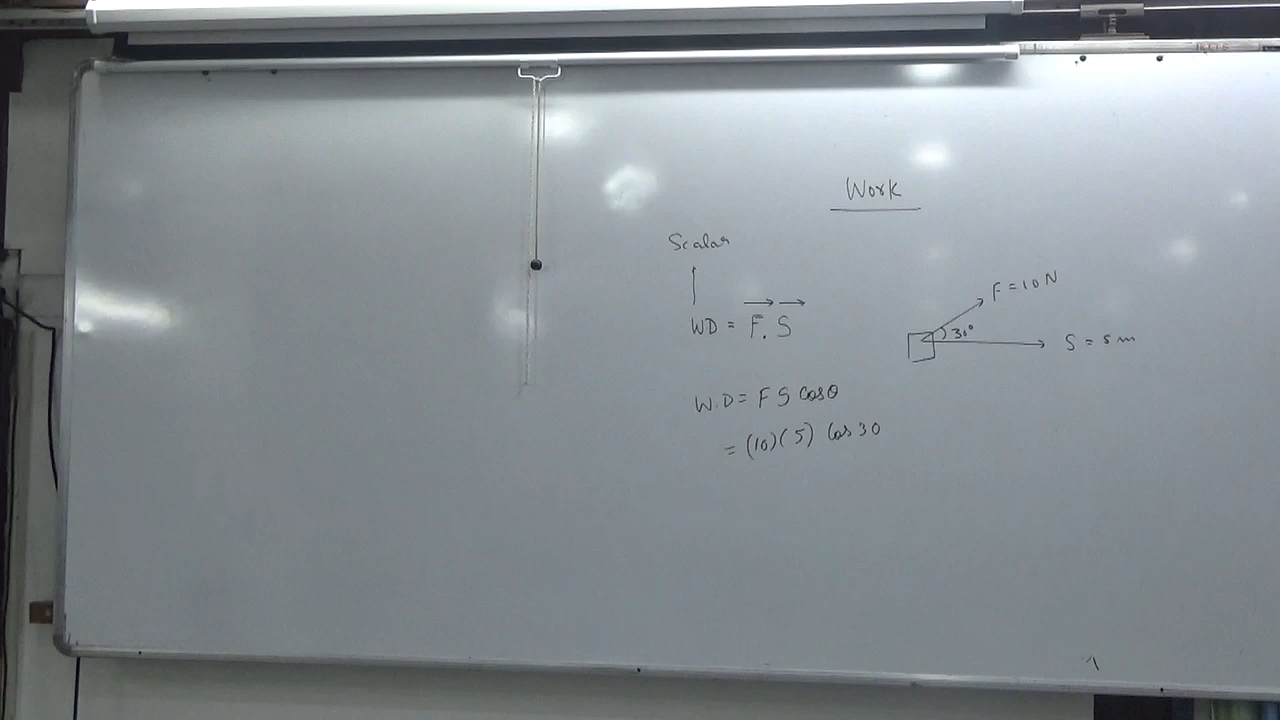 Work
Scalar
WD = F. S
F = 10 N
30°
S = 5 m
W.D = F S cosθ
= (10)(5) cos 30